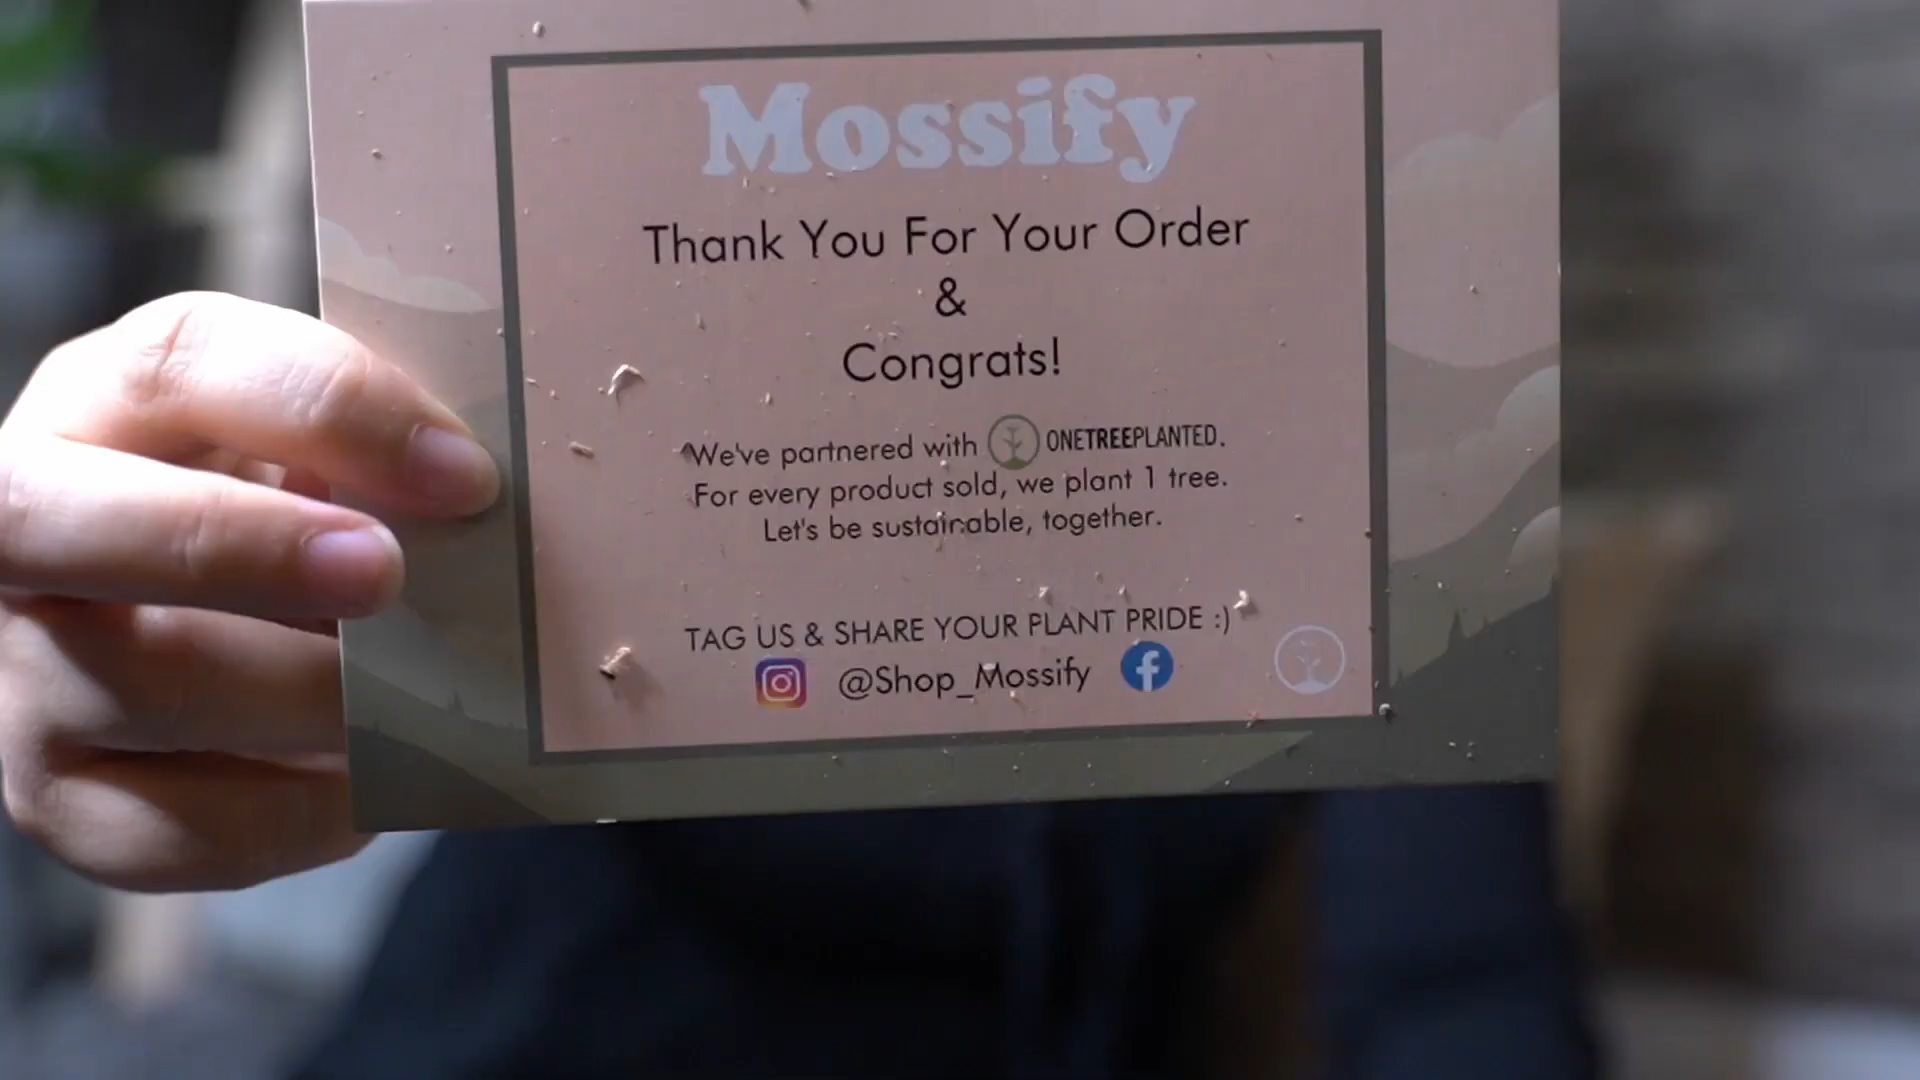 Mossify
Thank You For Your Order
&
Congrats!
We've partnered with ONETREEPLANTED.
For every product sold, we plant 1 tree.
Let's be sustainable, together.
TAG US & SHARE YOUR PLANT PRIDE :)
@Shop_Mossify